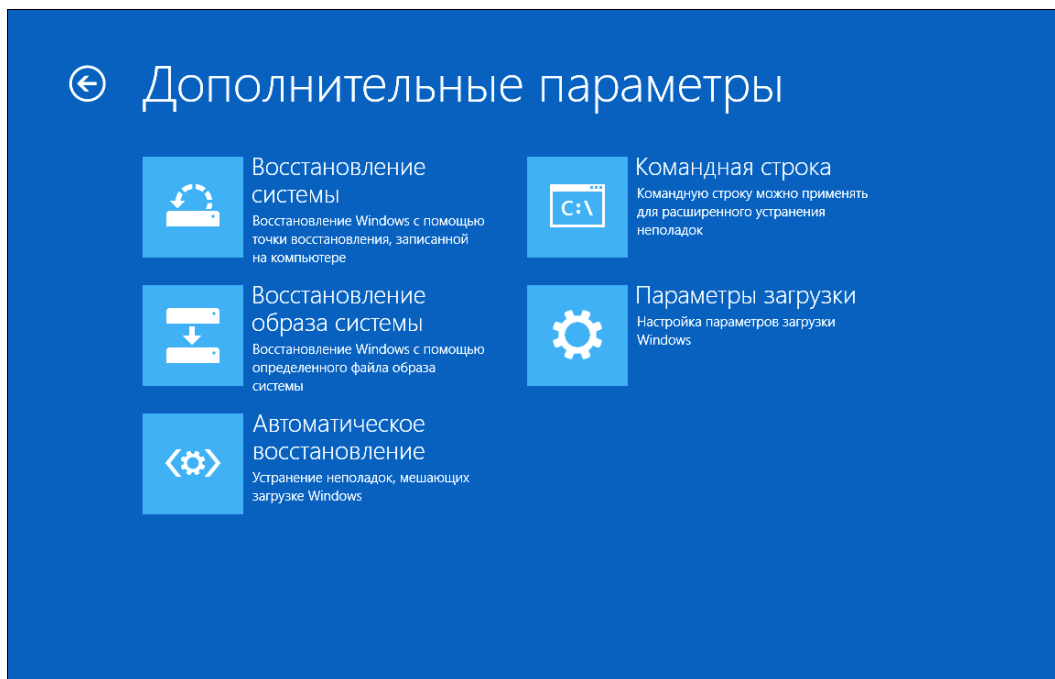 Дополнительные параметры
Восстановление
системы
Восстановление Windows с помощью
точки восстановления, записанной
на компьютере
Восстановление
образа системы
Восстановление Windows с помощью
определенного файла образа
системы
Автоматическое
восстановление
Устранение неполадок, мешающих
загрузке Windows
Командная строка
Командную строку можно применять
для расширенного устранения
неполадок
C:\
Параметры загрузки
Настройка параметров загрузки
Windows